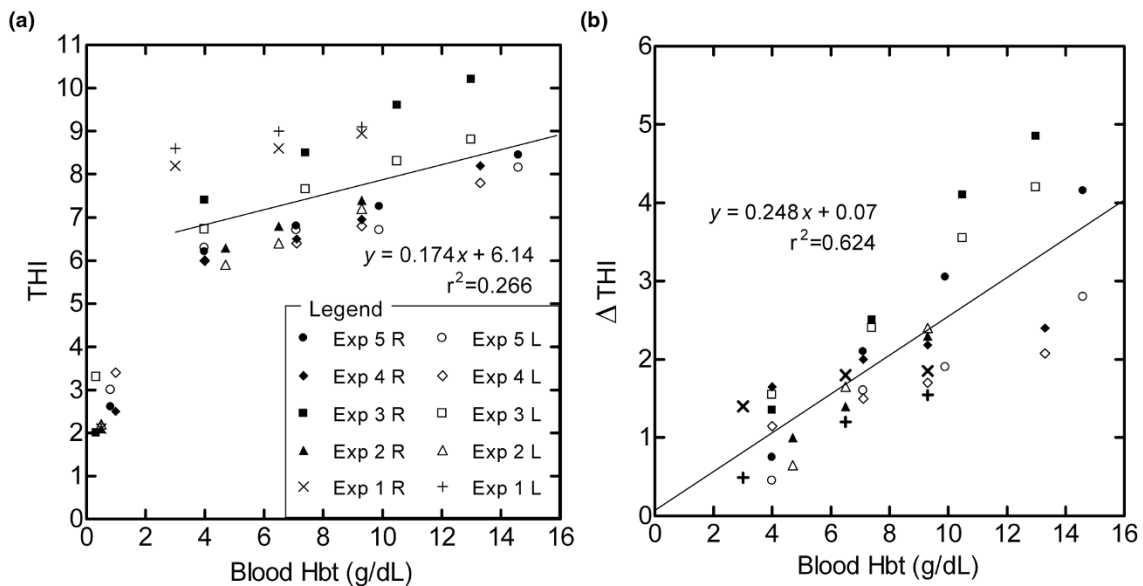 (a)
11
10
9
8
7
6
5
4
3
2
1
0
THI
y = 0.174x + 6.14
r²=0.266
Legend
Exp 5 R Exp 5 L
Exp 4 R Exp 4 L
Exp 3 R Exp 3 L
Exp 2 R Exp 2 L
Exp 1 R Exp 1 L
0 2 4 6 8 10 12 14 16
Blood Hbt (g/dL)
(b)
6
5
4
3
2
1
0
Δ THI
y = 0.248x + 0.07
r²=0.624
0 2 4 6 8 10 12 14 16
Blood Hbt (g/dL)